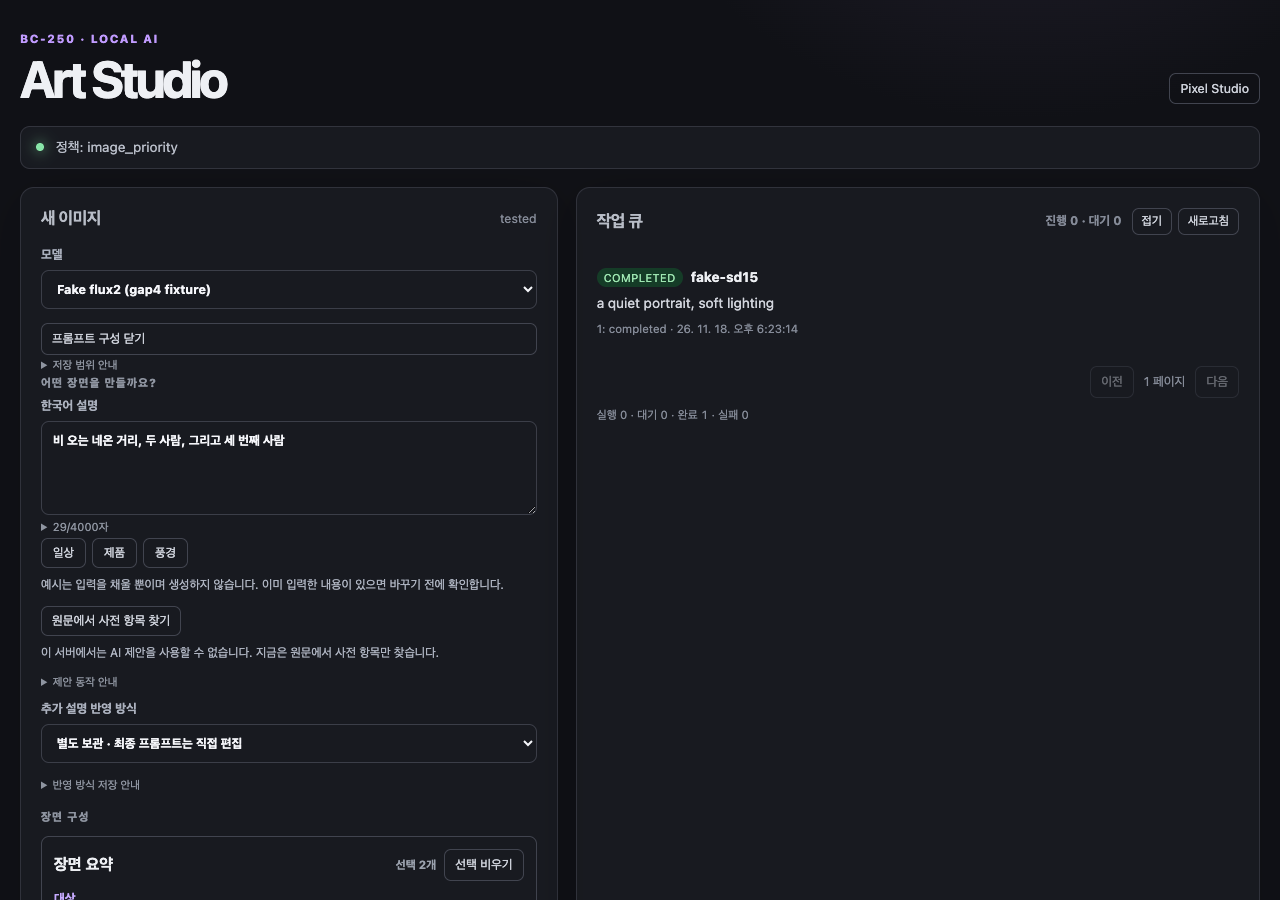 BC-250 · LOCAL AI
Art Studio
Pixel Studio
정책: image_priority
새 이미지
tested
모델
Fake flux2 (gap4 fixture)
프롬프트 구성 닫기
▶ 저장 범위 안내
어떤 장면을 만들까요?
한국어 설명
비 오는 네온 거리, 두 사람, 그리고 세 번째 사람
▶ 29/4000자
일상 제품 풍경
예시는 입력을 채울 뿐이며 생성하지 않습니다. 이미 입력한 내용이 있으면 바꾸기 전에 확인합니다.
원문에서 사전 항목 찾기
이 서버에서는 AI 제안을 사용할 수 없습니다. 지금은 원문에서 사전 항목만 찾습니다.
▶ 제안 동작 안내
추가 설명 반영 방식
별도 보관 · 최종 프롬프트는 직접 편집
▶ 반영 방식 저장 안내
장면 구성
장면 요약
선택 2개 선택 비우기
대상
작업 큐
진행 0 · 대기 0 접기 새로고침
COMPLETED fake-sd15
a quiet portrait, soft lighting
1: completed · 26. 11. 18. 오후 6:23:14
이전 1 페이지 다음
실행 0 · 대기 0 · 완료 1 · 실패 0